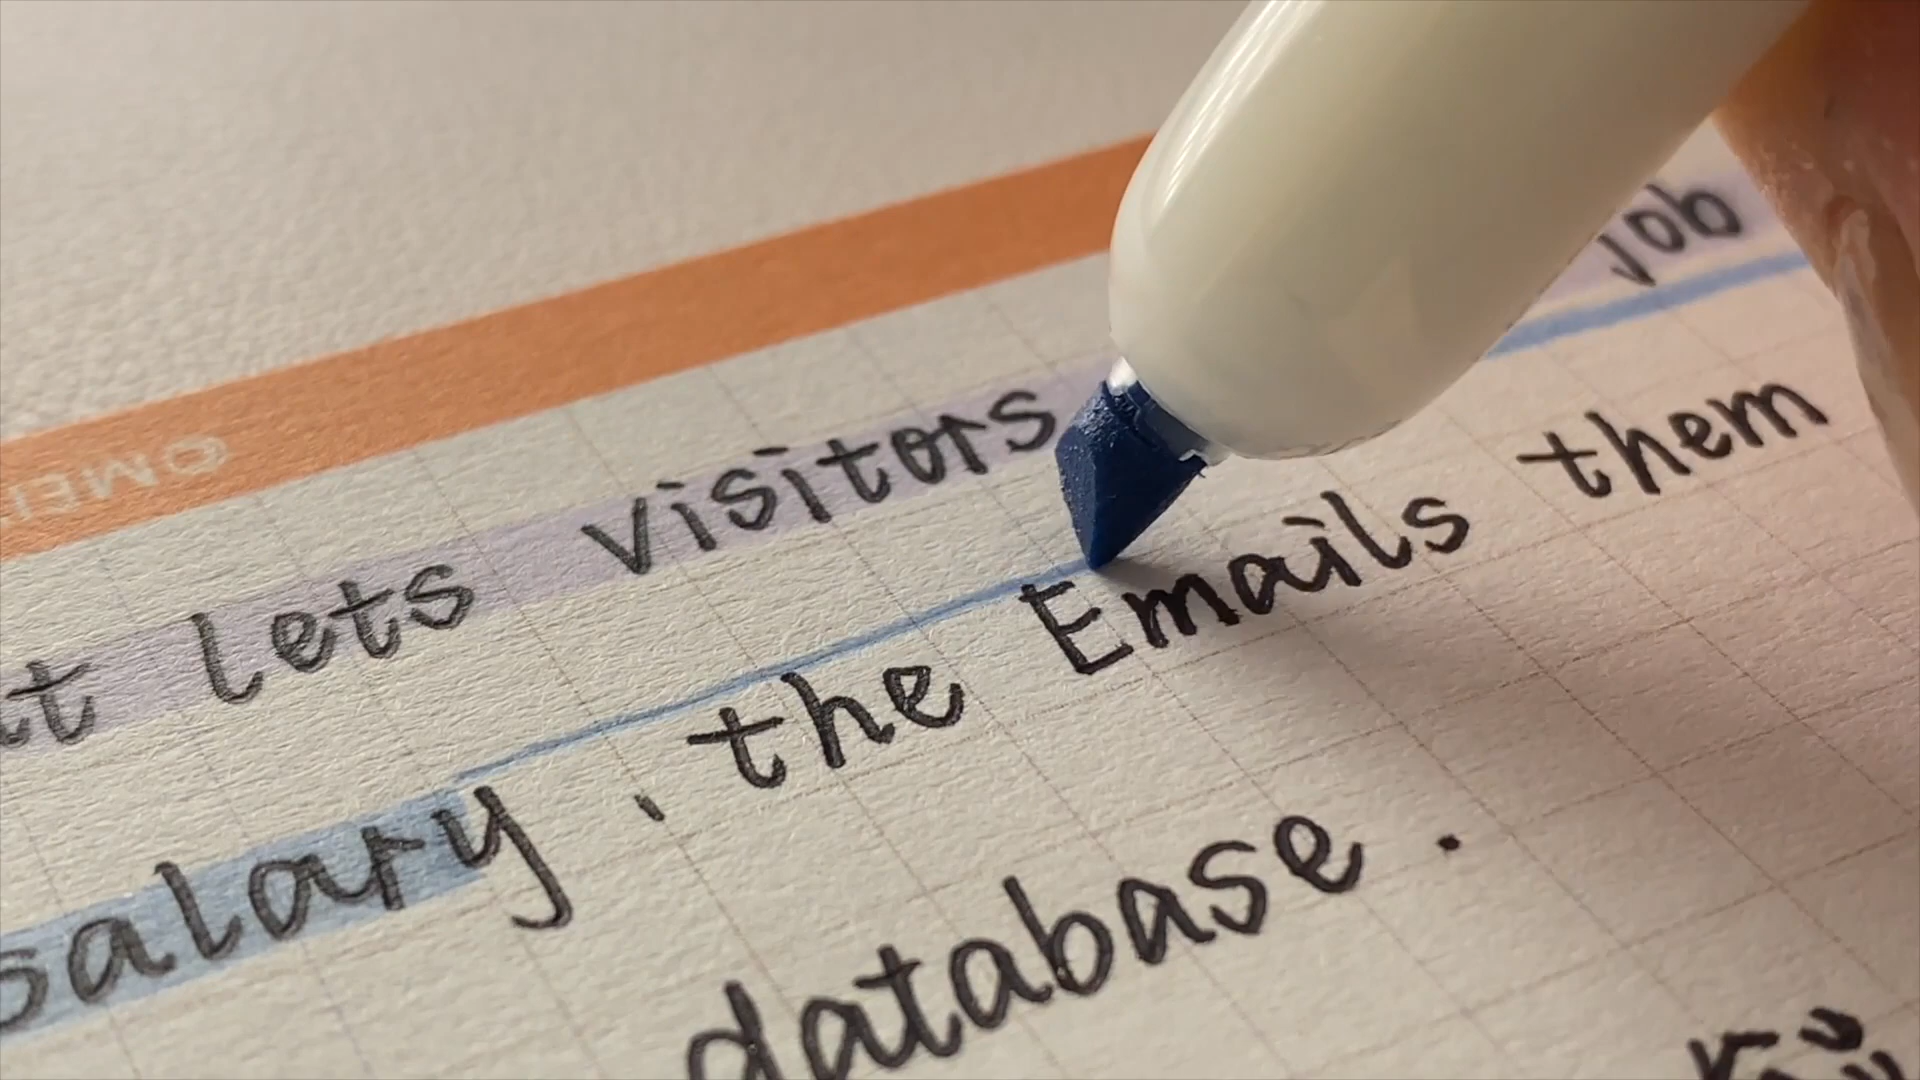 lets visitors job
salary, the Emails them
database.